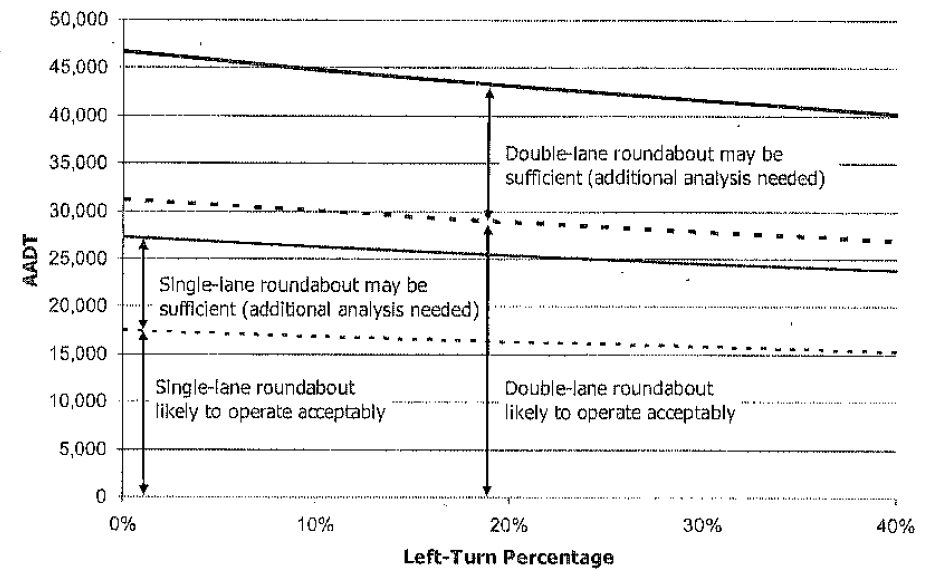 50,000
45,000
40,000
35,000
30,000
25,000
20,000
15,000
10,000
5,000
0
AADT
Double-lane roundabout may be
sufficient (additional analysis needed)
Single-lane roundabout may be
sufficient (additional analysis needed)
Single-lane roundabout
likely to operate acceptably
Double-lane roundabout
likely to operate acceptably
0%
10%
20%
30%
40%
Left-Turn Percentage